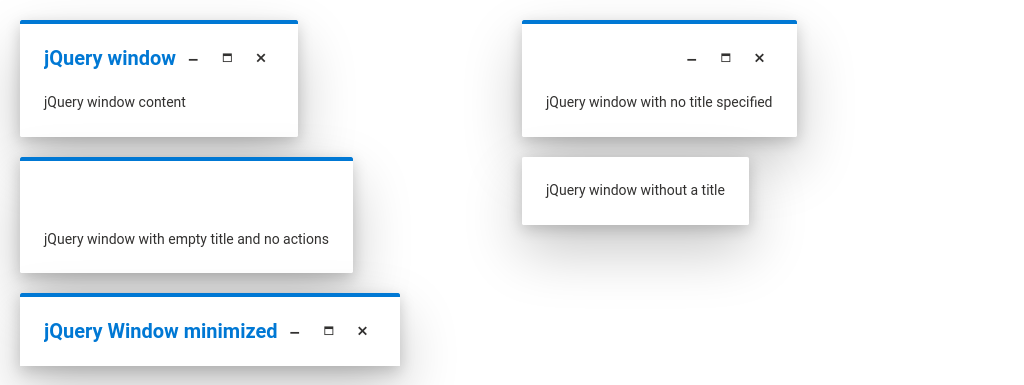 jQuery window
jQuery window content
jQuery window with no title specified
jQuery window with empty title and no actions
jQuery window without a title
jQuery Window minimized